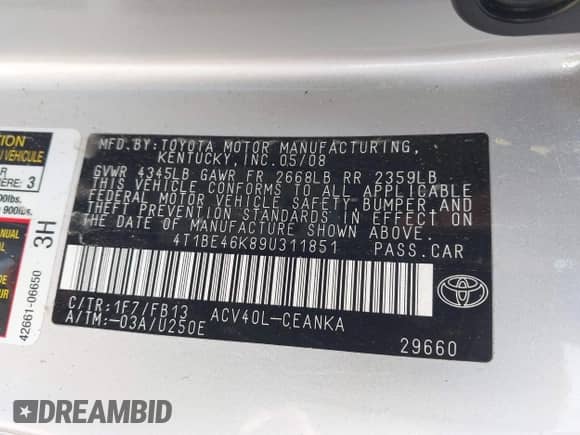 MFD.BY:TOYOTA MOTOR MANUFACTURING,
KENTUCKY,INC.05/08
GVWR 4345LB GAWR FR 2668LB RR 2359LB
THIS VEHICLE CONFORMS TO ALL APPLICABLE
FEDERAL MOTOR VEHICLE SAFETY,BUMPER,AND
THEFT PREVENTION STANDARDS IN EFFECT ON
THE DATE OF MANUFACTURE SHOWN ABOVE.
4T1BE46K89U311851 PASS.CAR
C/TR:1F7/FB13 ACV40L-CEANKA
A/TM:-03A/U250E
29660
3
900lbs.
3H
42661-06650
DREAMBID